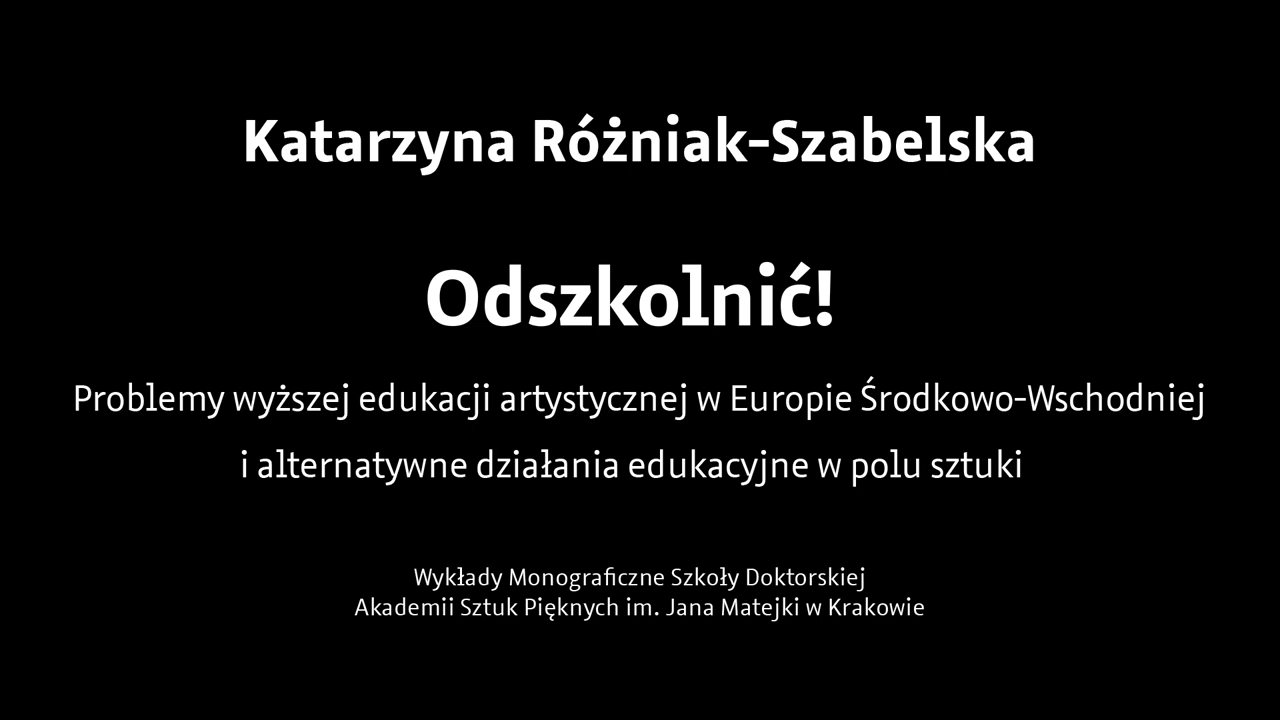 Katarzyna Różniak-Szabelska
Odszkolnić!
Problemy wyższej edukacji artystycznej w Europie Środkowo-Wschodniej
i alternatywne działania edukacyjne w polu sztuki
Wykłady Monograficzne Szkoły Doktorskiej
Akademii Sztuk Pięknych im. Jana Matejki w Krakowie